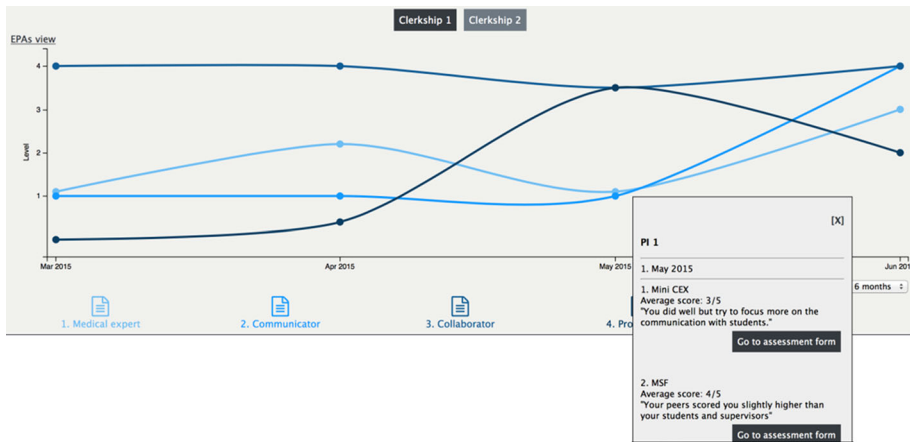 Clerkship 1 Clerkship 2
EPAs view
4
3
2
1
Level
Mar 2015 Apr 2015 May 2015 Jun 201
6 months
1. Medical expert 2. Communicator 3. Collaborator 4. Pro
[X]
PI 1
1. May 2015
1. Mini CEX
Average score: 3/5
"You did well but try to focus more on the
communication with students."
Go to assessment form
2. MSF
Average score: 4/5
"Your peers scored you slightly higher than
your students and supervisors"
Go to assessment form